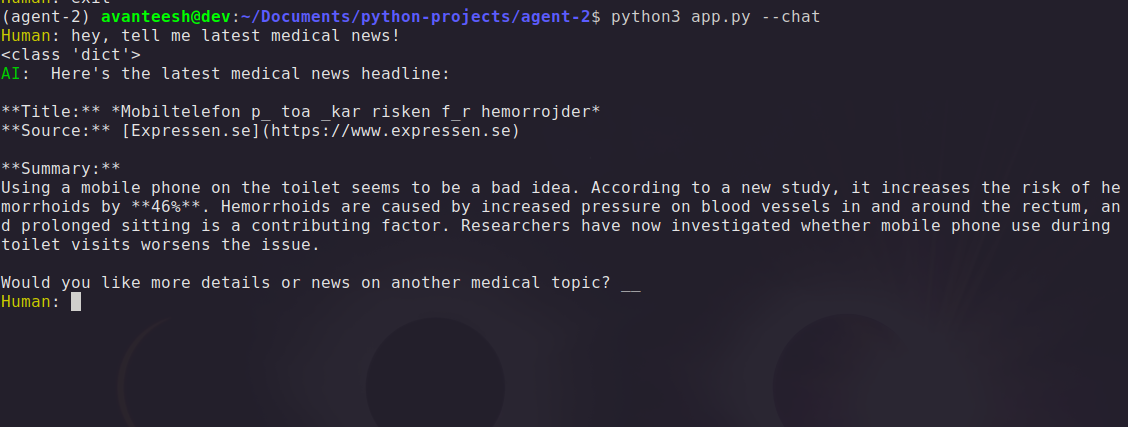 Human: exit
(agent-2) avanteesh@dev:~/Documents/python-projects/agent-2$ python3 app.py --chat
Human: hey, tell me latest medical news!
<class 'dict'>
AI:  Here's the latest medical news headline:
**Title:** *Mobiltelefon p_ toa _kar risken f_r hemorrojder*
**Source:** [Expressen.se](https://www.expressen.se)
**Summary:**
Using a mobile phone on the toilet seems to be a bad idea. According to a new study, it increases the risk of he
morrhoids by **46%**. Hemorrhoids are caused by increased pressure on blood vessels in and around the rectum, an
d prolonged sitting is a contributing factor. Researchers have now investigated whether mobile phone use during
toilet visits worsens the issue.
Would you like more details or news on another medical topic? __
Human: